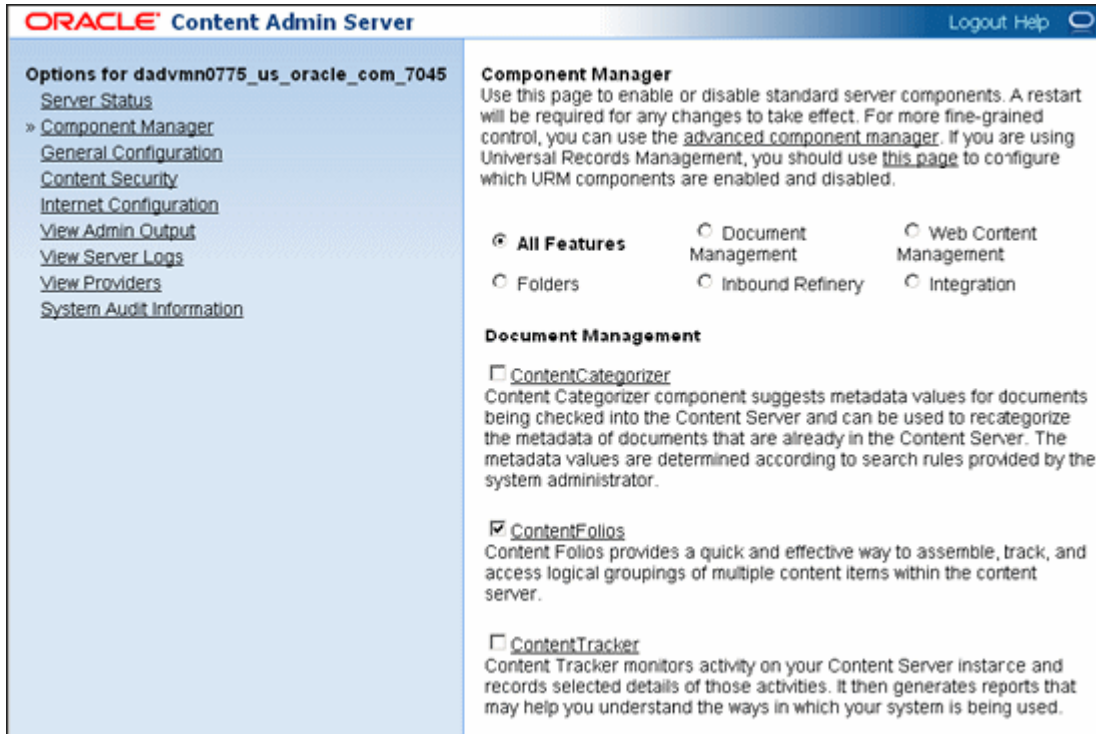 ORACLE Content Admin Server
Logout Help
Options for dadvmn0775_us_oracle_com_7045
Server Status
» Component Manager
General Configuration
Content Security
Internet Configuration
View Admin Output
View Server Logs
View Providers
System Audit Information
Component Manager
Use this page to enable or disable standard server components. A restart
will be required for any changes to take effect. For more fine-grained
control, you can use the advanced component manager. If you are using
Universal Records Management, you should use this page to configure
which URM components are enabled and disabled.
All Features
Document
Management
Web Content
Management
Folders
Inbound Refinery
Integration
Document Management
ContentCategorizer
Content Categorizer component suggests metadata values for documents
being checked into the Content Server and can be used to recategorize
the metadata of documents that are already in the Content Server. The
metadata values are determined according to search rules provided by the
system administrator.
ContentFolios
Content Folios provides a quick and effective way to assemble, track, and
access logical groupings of multiple content items within the content
server.
ContentTracker
Content Tracker monitors activity on your Content Server instance and
records selected details of those activities. It then generates reports that
may help you understand the ways in which your system is being used.